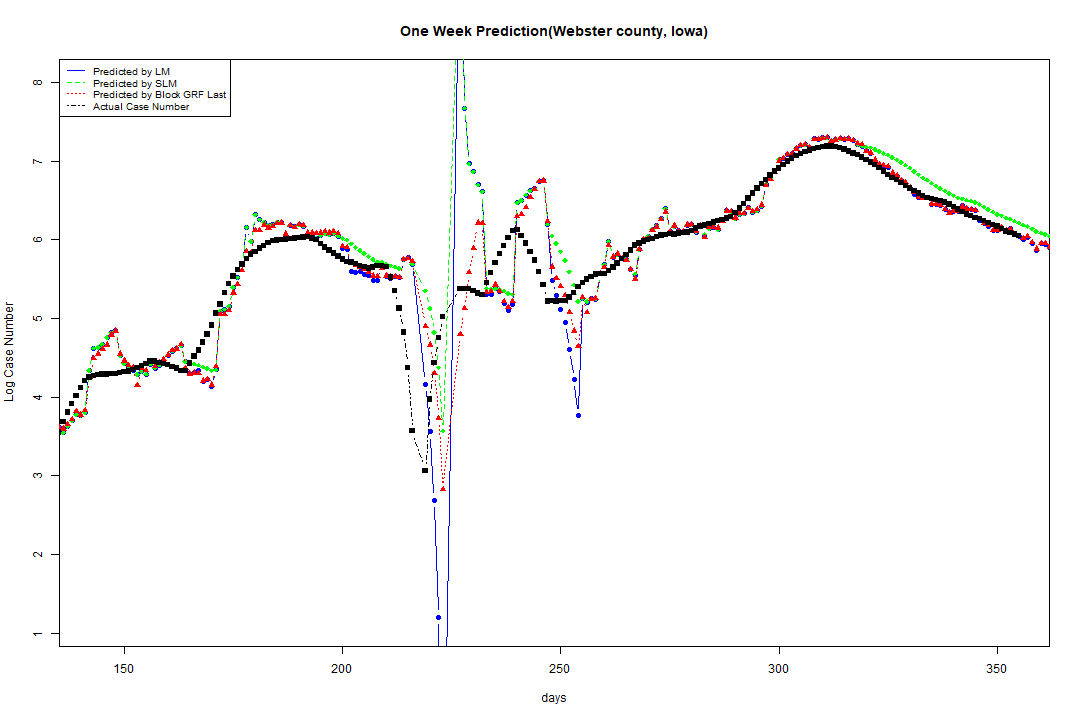 One Week Prediction(Webster county, Iowa)
Predicted by LM
Predicted by SLM
Predicted by Block GRF Last
Actual Case Number
Log Case Number
8
7
6
5
4
3
2
1
150
200
250
300
350
days